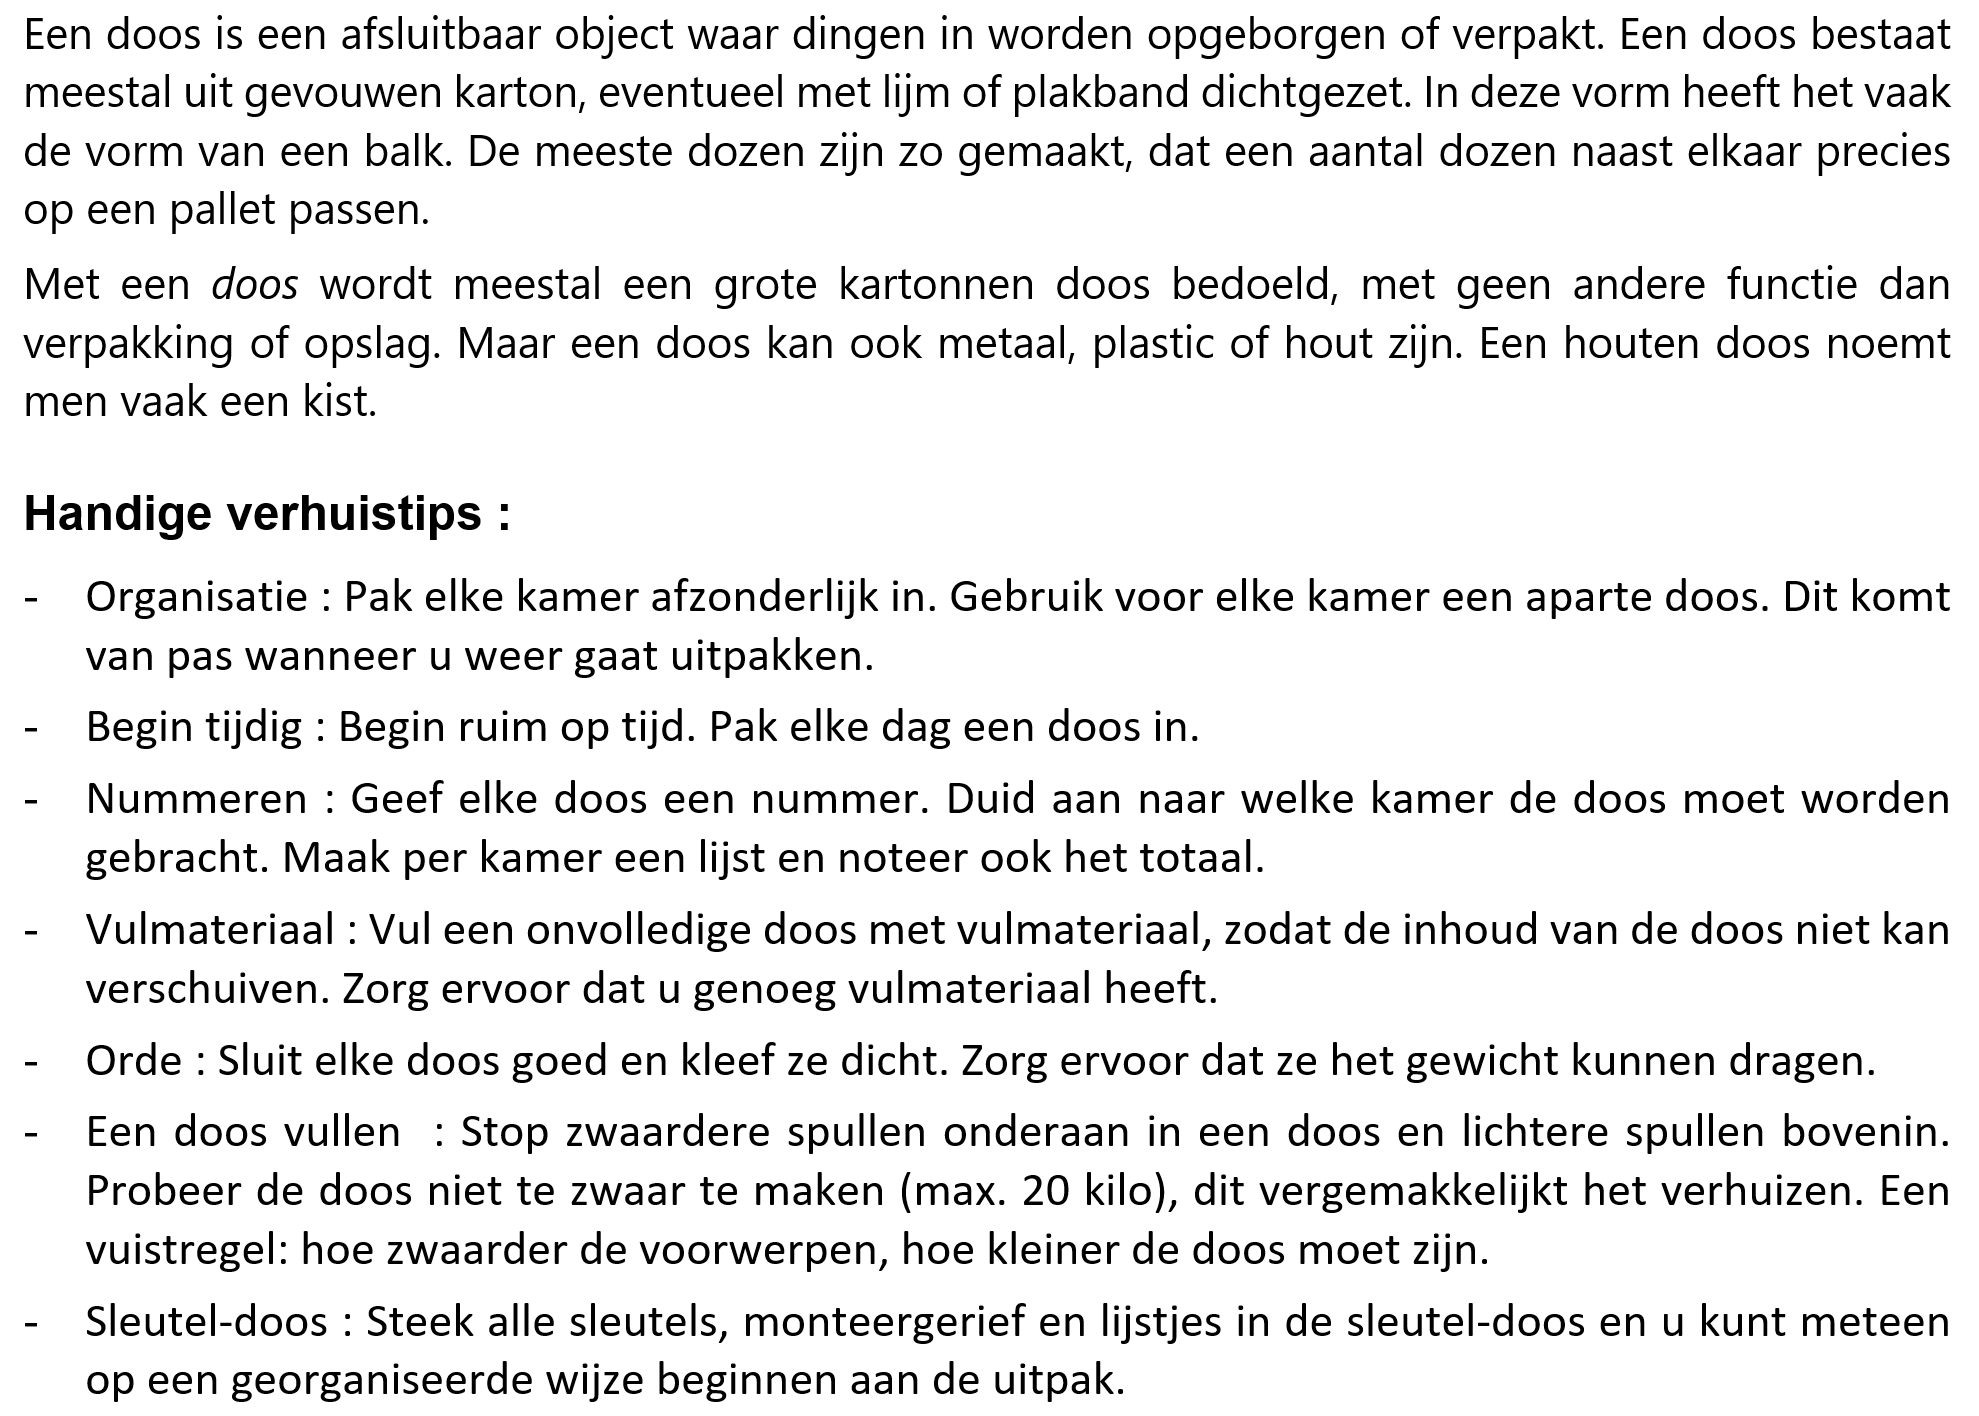 Een doos is een afsluitbaar object waar dingen in worden opgeborgen of verpakt. Een doos bestaat
meestal uit gevouwen karton, eventueel met lijm of plakband dichtgezet. In deze vorm heeft het vaak
de vorm van een balk. De meeste dozen zijn zo gemaakt, dat een aantal dozen naast elkaar precies
op een pallet passen.
Met een doos wordt meestal een grote kartonnen doos bedoeld, met geen andere functie dan
verpakking of opslag. Maar een doos kan ook metaal, plastic of hout zijn. Een houten doos noemt
men vaak een kist.
Handige verhuistips :
- Organisatie : Pak elke kamer afzonderlijk in. Gebruik voor elke kamer een aparte doos. Dit komt
van pas wanneer u weer gaat uitpakken.
- Begin tijdig : Begin ruim op tijd. Pak elke dag een doos in.
- Nummeren : Geef elke doos een nummer. Duid aan naar welke kamer de doos moet worden
gebracht. Maak per kamer een lijst en noteer ook het totaal.
- Vulmateriaal : Vul een onvolledige doos met vulmateriaal, zodat de inhoud van de doos niet kan
verschuiven. Zorg ervoor dat u genoeg vulmateriaal heeft.
- Orde : Sluit elke doos goed en kleef ze dicht. Zorg ervoor dat ze het gewicht kunnen dragen.
- Een doos vullen  : Stop zwaardere spullen onderaan in een doos en lichtere spullen bovenin.
Probeer de doos niet te zwaar te maken (max. 20 kilo), dit vergemakkelijkt het verhuizen. Een
vuistregel: hoe zwaarder de voorwerpen, hoe kleiner de doos moet zijn.
- Sleutel-doos : Steek alle sleutels, monteergerief en lijstjes in de sleutel-doos en u kunt meteen
op een georganiseerde wijze beginnen aan de uitpak.